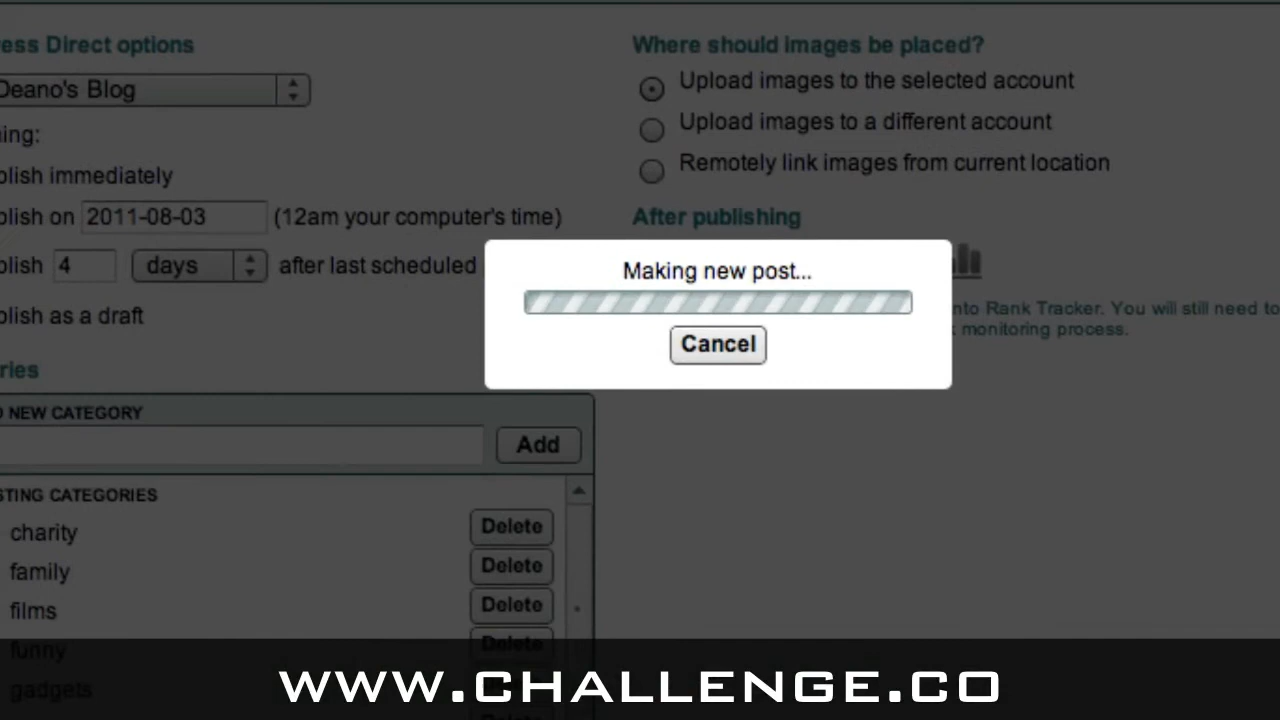 ess Direct options
Deano's Blog
ing:
olish immediately
olish on 2011-08-03 (12am your computer's time)
olish 4 days after last scheduled
olish as a draft
ries
O NEW CATEGORY
Add
STING CATEGORIES
charity Delete
family Delete
films Delete
funny Delete
gadgets
Where should images be placed?
Upload images to the selected account
Upload images to a different account
Remotely link images from current location
After publishing
nto Rank Tracker. You will still need to
monitoring process.
Making new post...
Cancel
WWW.CHALLENGE.CO